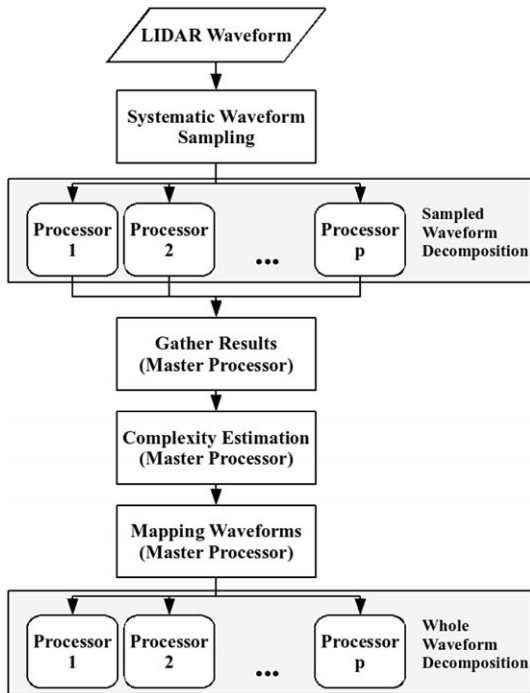 LIDAR Waveform
Systematic Waveform
Sampling
Processor
1
Processor
2
...
Processor
p
Sampled
Waveform
Decomposition
Gather Results
(Master Processor)
Complexity Estimation
(Master Processor)
Mapping Waveforms
(Master Processor)
Processor
1
Processor
2
...
Processor
p
Whole
Waveform
Decomposition